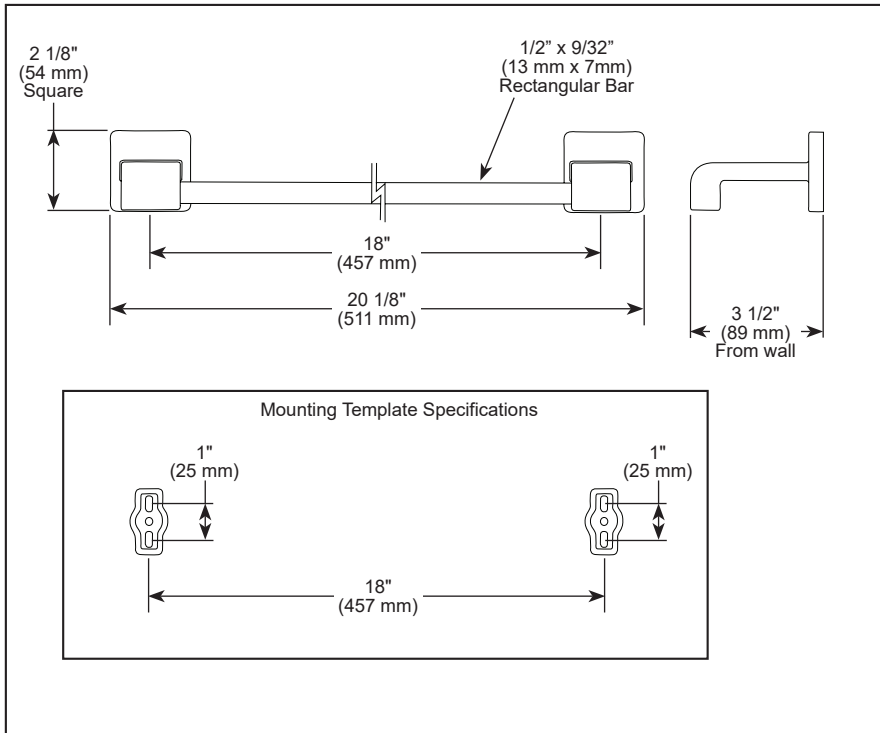 2 1/8"
(54 mm)
Square
1/2” x 9/32”
(13 mm x 7mm)
Rectangular Bar
18"
(457 mm)
20 1/8"
(511 mm)
3 1/2"
(89 mm)
From wall
Mounting Template Specifications
1"
(25 mm)
1"
(25 mm)
18"
(457 mm)